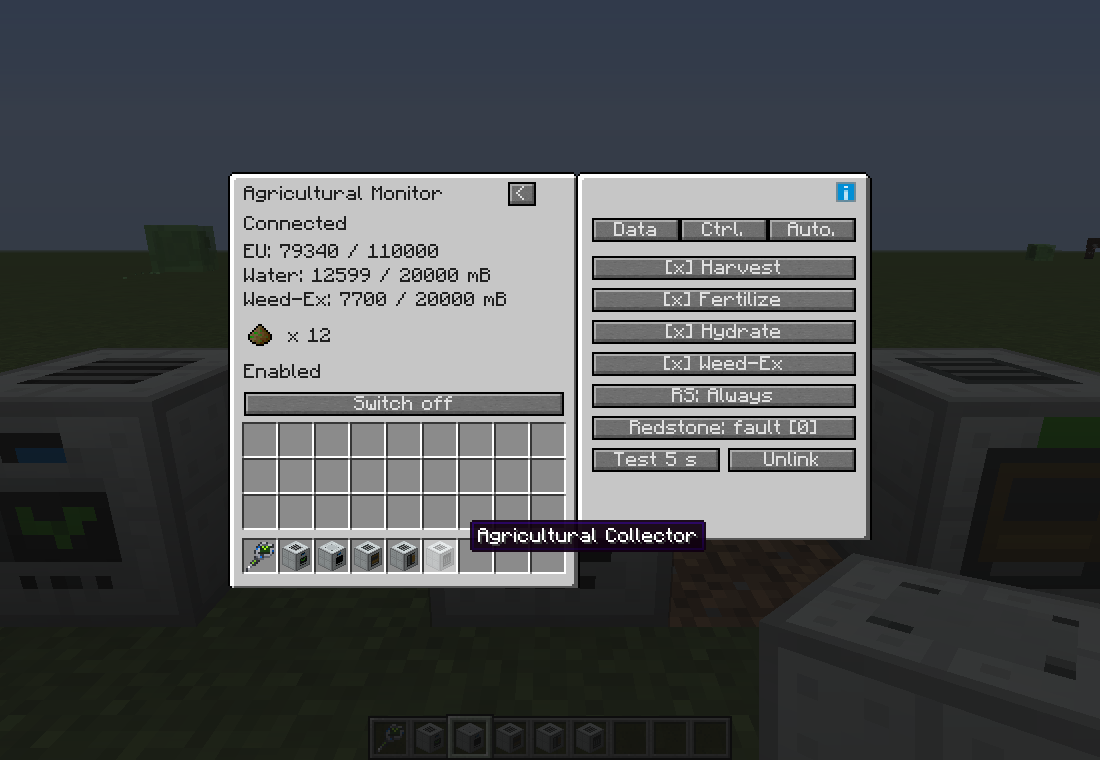 Agricultural Monitor
<
Connected
EU: 79340 / 110000
Water: 12599 / 20000 mB
Weed-Ex: 7700 / 20000 mB
x 12
Enabled
Switch off
Agricultural Collector
i
Data Ctrl. Auto.
[x] Harvest
[x] Fertilize
[x] Hydrate
[x] Weed-Ex
RS: Always
Redstone: fault [0]
Test 5 s Unlink